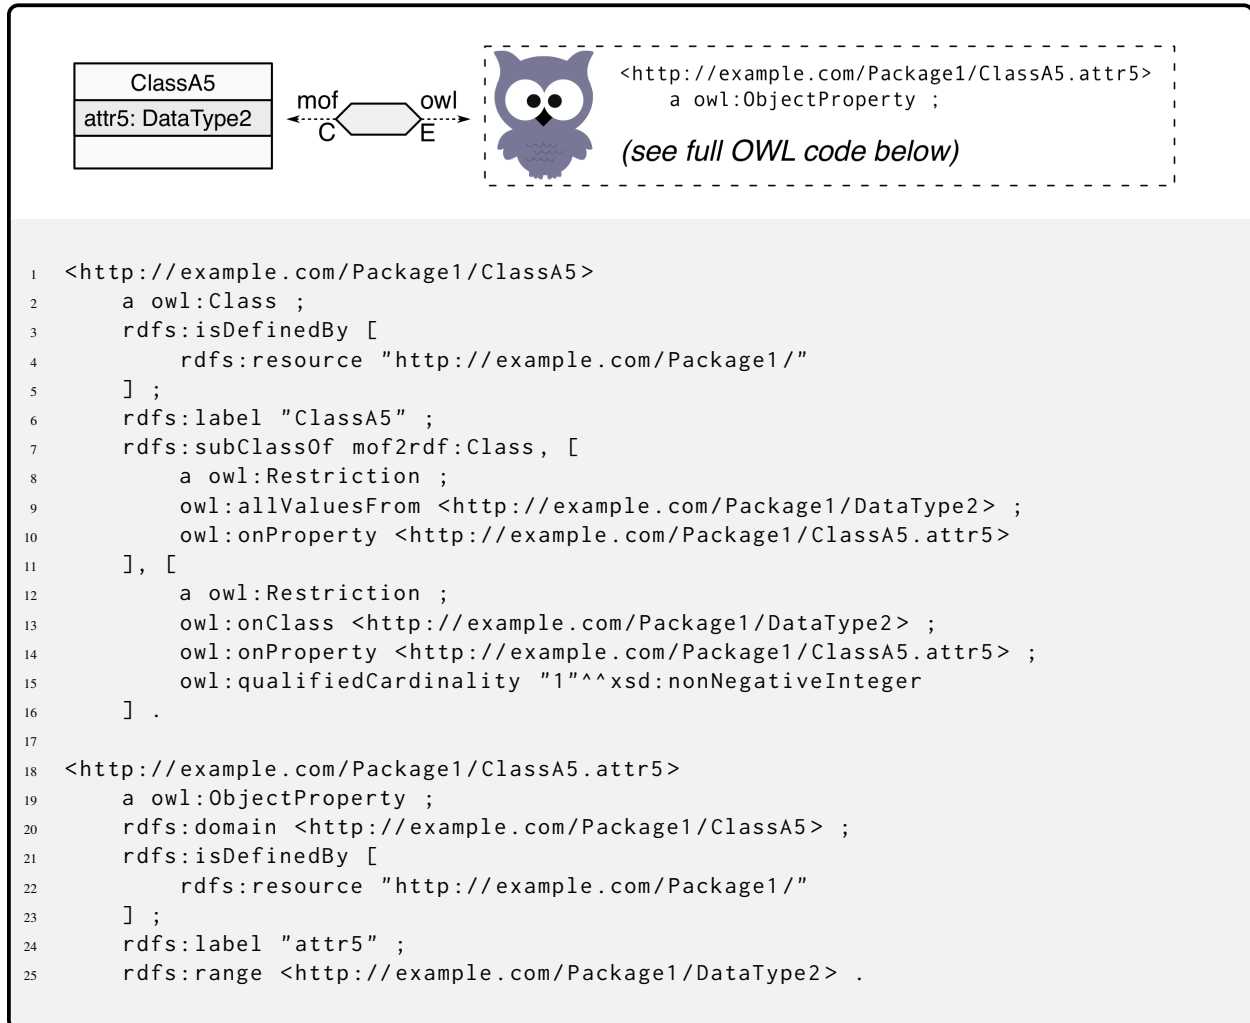 ClassA5
attr5: DataType2
mof
C
owl
E
<http://example.com/Package1/ClassA5.attr5>
    a owl:ObjectProperty ;
(see full OWL code below)
1 <http://example.com/Package1/ClassA5>
2     a owl:Class ;
3     rdfs:isDefinedBy [
4         rdfs:resource "http://example.com/Package1/"
5     ] ;
6     rdfs:label "ClassA5" ;
7     rdfs:subClassOf mof2rdf:Class, [
8         a owl:Restriction ;
9         owl:allValuesFrom <http://example.com/Package1/DataType2> ;
10         owl:onProperty <http://example.com/Package1/ClassA5.attr5>
11     ], [
12         a owl:Restriction ;
13         owl:onClass <http://example.com/Package1/DataType2> ;
14         owl:onProperty <http://example.com/Package1/ClassA5.attr5> ;
15         owl:qualifiedCardinality "1"^^xsd:nonNegativeInteger
16     ] .
17
18 <http://example.com/Package1/ClassA5.attr5>
19     a owl:ObjectProperty ;
20     rdfs:domain <http://example.com/Package1/ClassA5> ;
21     rdfs:isDefinedBy [
22         rdfs:resource "http://example.com/Package1/"
23     ] ;
24     rdfs:label "attr5" ;
25     rdfs:range <http://example.com/Package1/DataType2> .